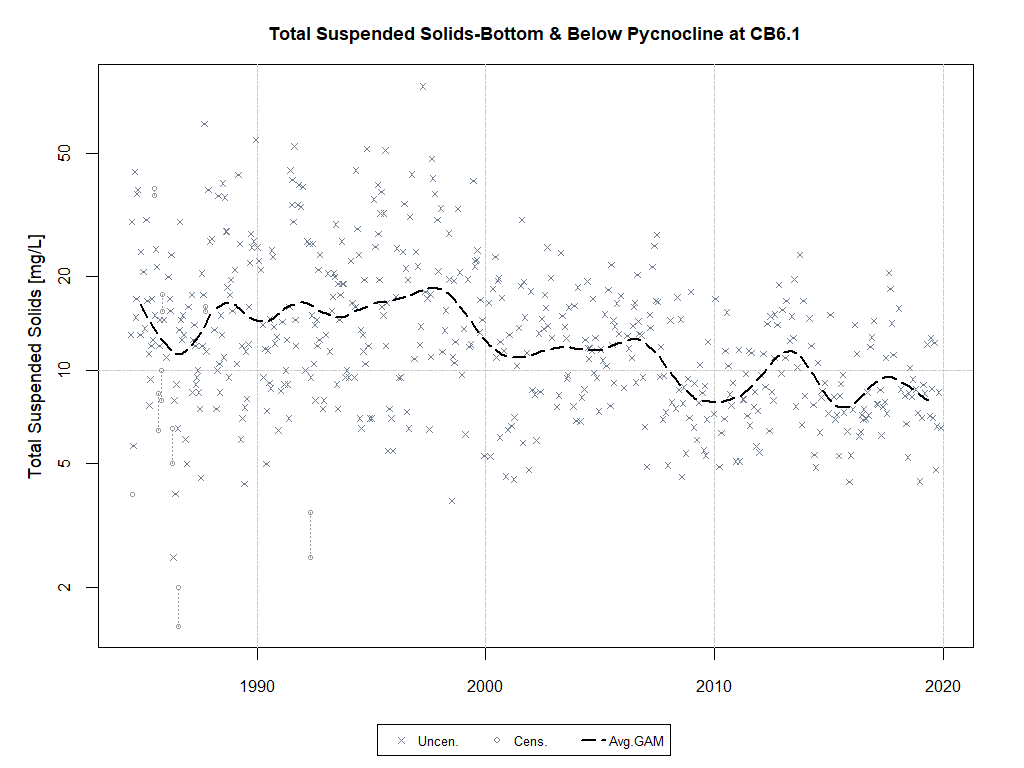 Total Suspended Solids-Bottom & Below Pycnocline at CB6.1
Total Suspended Solids [mg/L]
50
20
10
5
2
1990 2000 2010 2020
Uncen. Cens. Avg.GAM